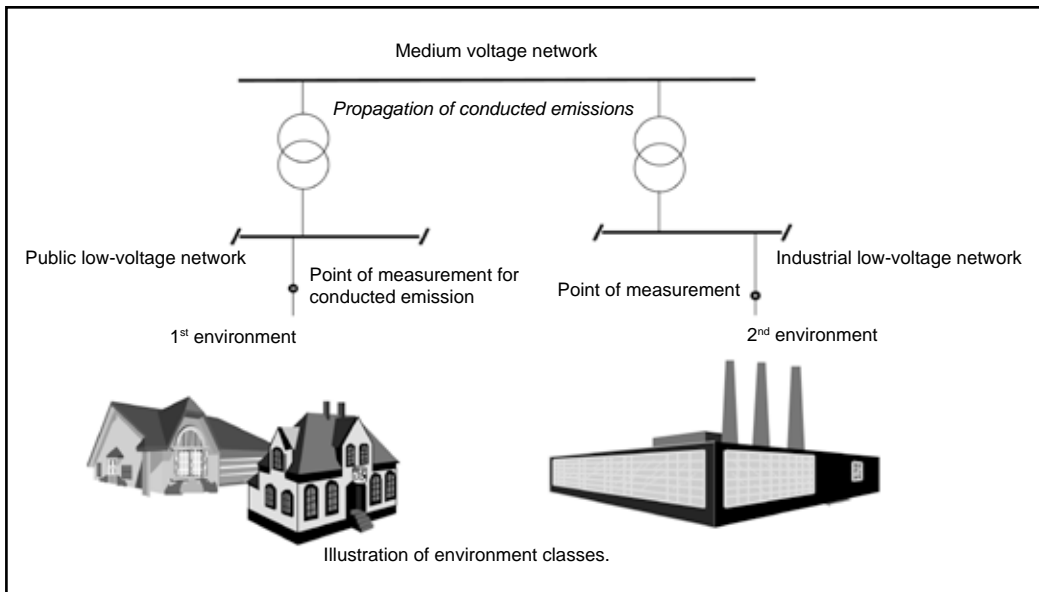 Medium voltage network
Propagation of conducted emissions
Public low-voltage network
Industrial low-voltage network
Point of measurement for
conducted emission
Point of measurement
1st environment
2nd environment
Illustration of environment classes.